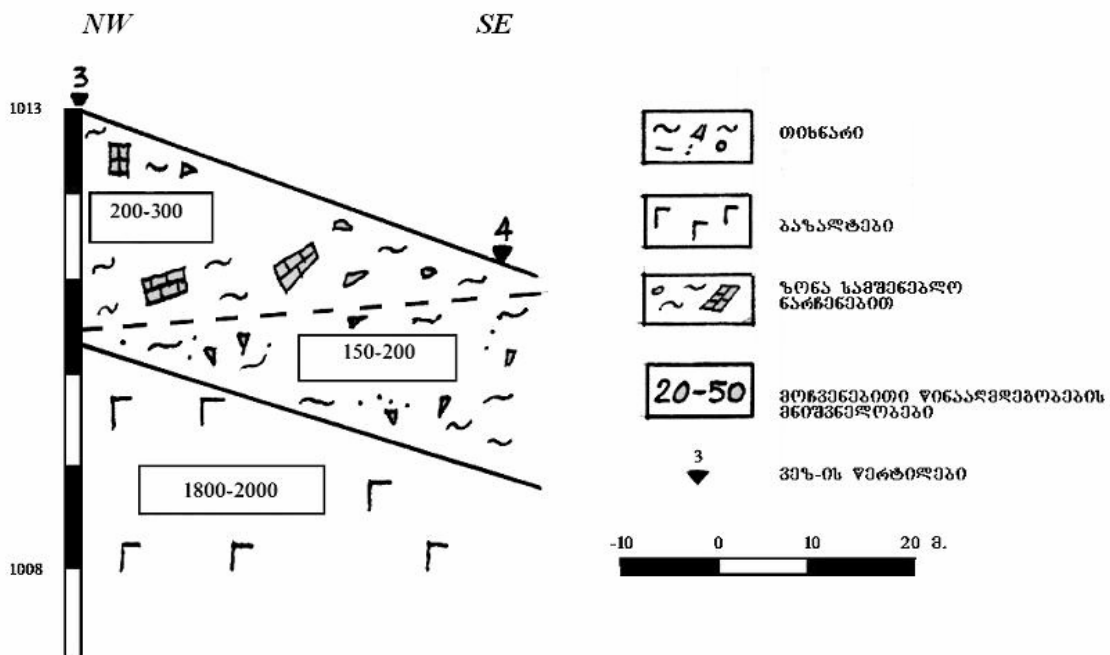 NW
SE
3
1013
4
200-300
150-200
1800-2000
1008
თიხნარი
ბაზალტები
ზონა სამშენებლო
ნარჩენებით
20-50
მოჩვენებითი წინააღმდეგობების
მნიშვნელობები
3
ვეზ-ის წერტილები
-10 0 10 20 მ.